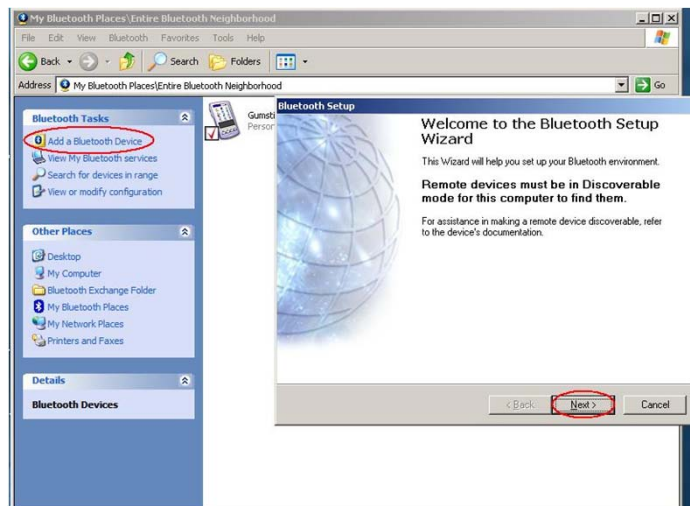 My Bluetooth Places\Entire Bluetooth Neighborhood
File Edit View Bluetooth Favorites Tools Help
Back Search Folders
Address My Bluetooth Places\Entire Bluetooth Neighborhood Go
Bluetooth Tasks
Add a Bluetooth Device
View My Bluetooth services
Search for devices in range
View or modify configuration
Other Places
Desktop
My Computer
Bluetooth Exchange Folder
My Bluetooth Places
My Network Places
Printers and Faxes
Details
Bluetooth Devices
Gumsti
Person
Bluetooth Setup
Welcome to the Bluetooth Setup
Wizard
This Wizard will help you set up your Bluetooth environment.
Remote devices must be in Discoverable
mode for this computer to find them.
For assistance in making a remote device discoverable, refer
to the device's documentation.
< Back Next > Cancel